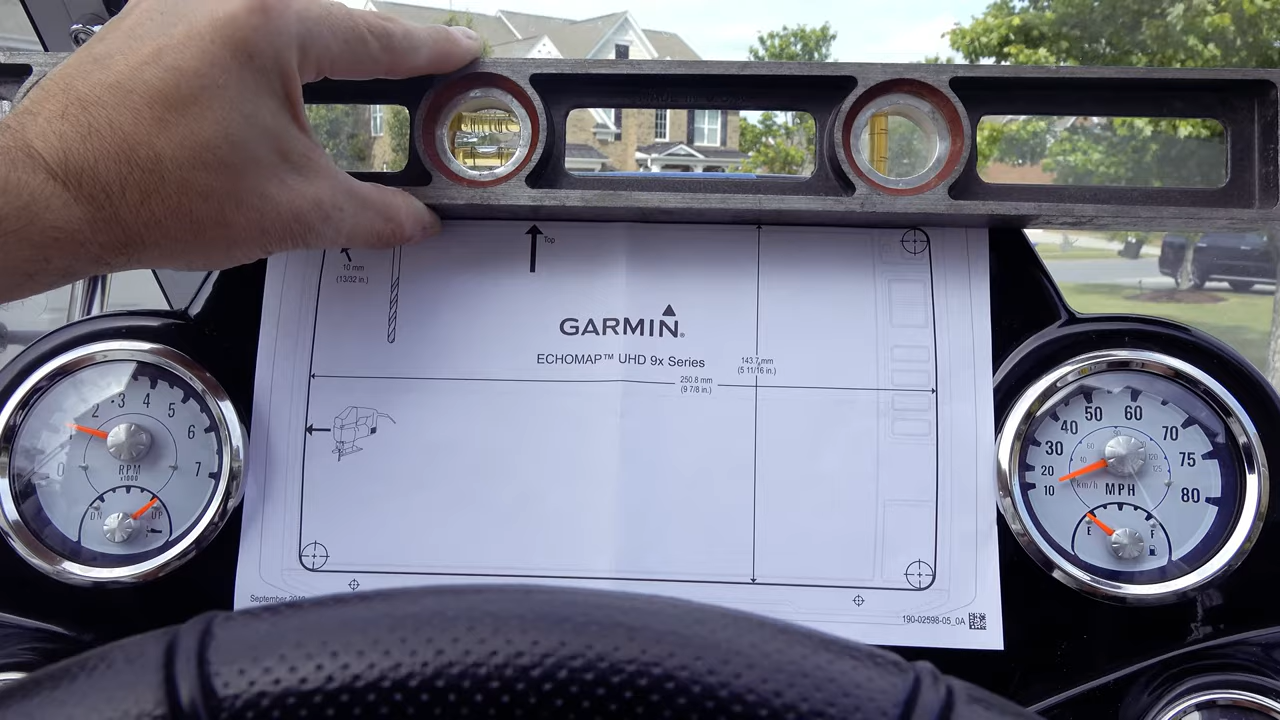 Top
10 mm
(13/32 in.)
GARMIN
ECHOMAP™ UHD 9x Series
143.7 mm
(5 11/16 in.)
250.8 mm
(9 7/8 in.)
0 2 3 4 5 6 7
RPM
x1000
DN UP
10 20 30 40 50 60 70 75 80
km/h
MPH
E F
September
190-02598-05_0A